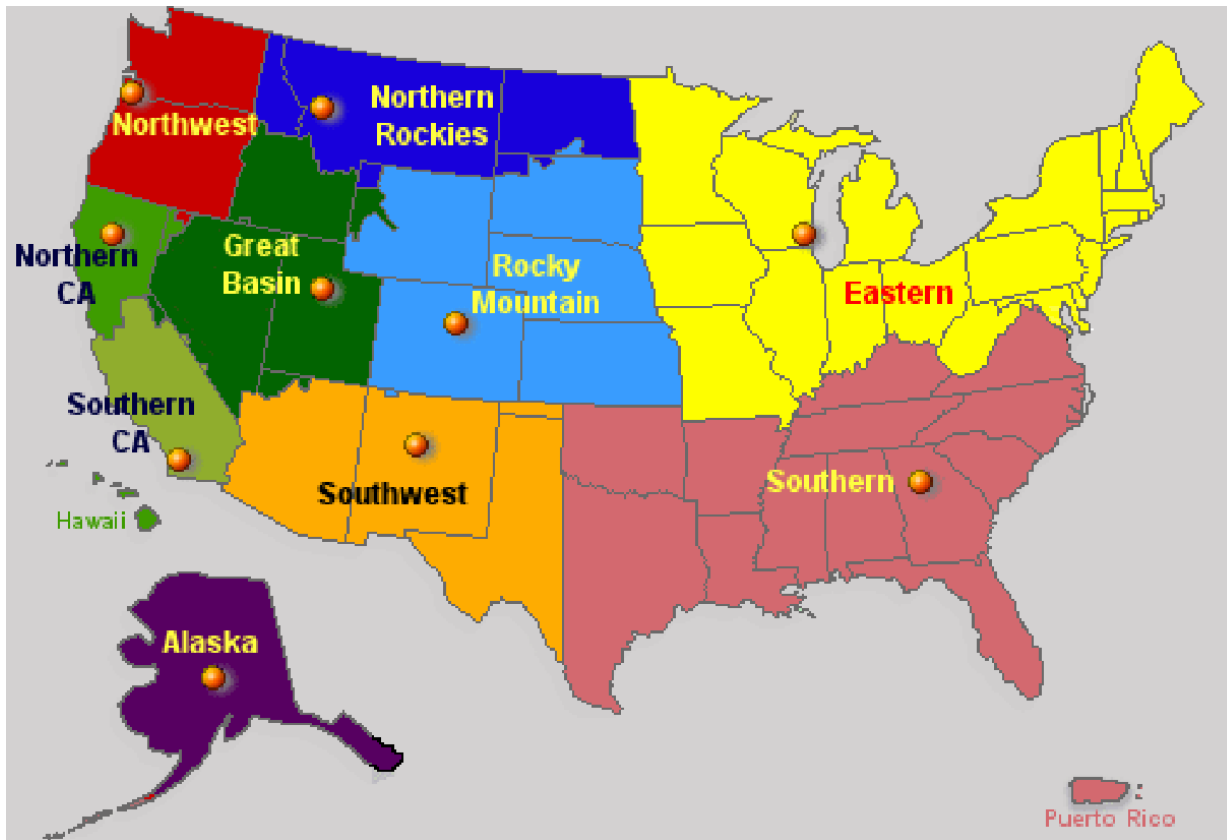 Northern
Rockies
Northwest
Northern
CA
Great
Basin
Rocky
Mountain
Eastern
Southern
CA
Southwest
Southern
Hawaii
Alaska
Puerto Rico